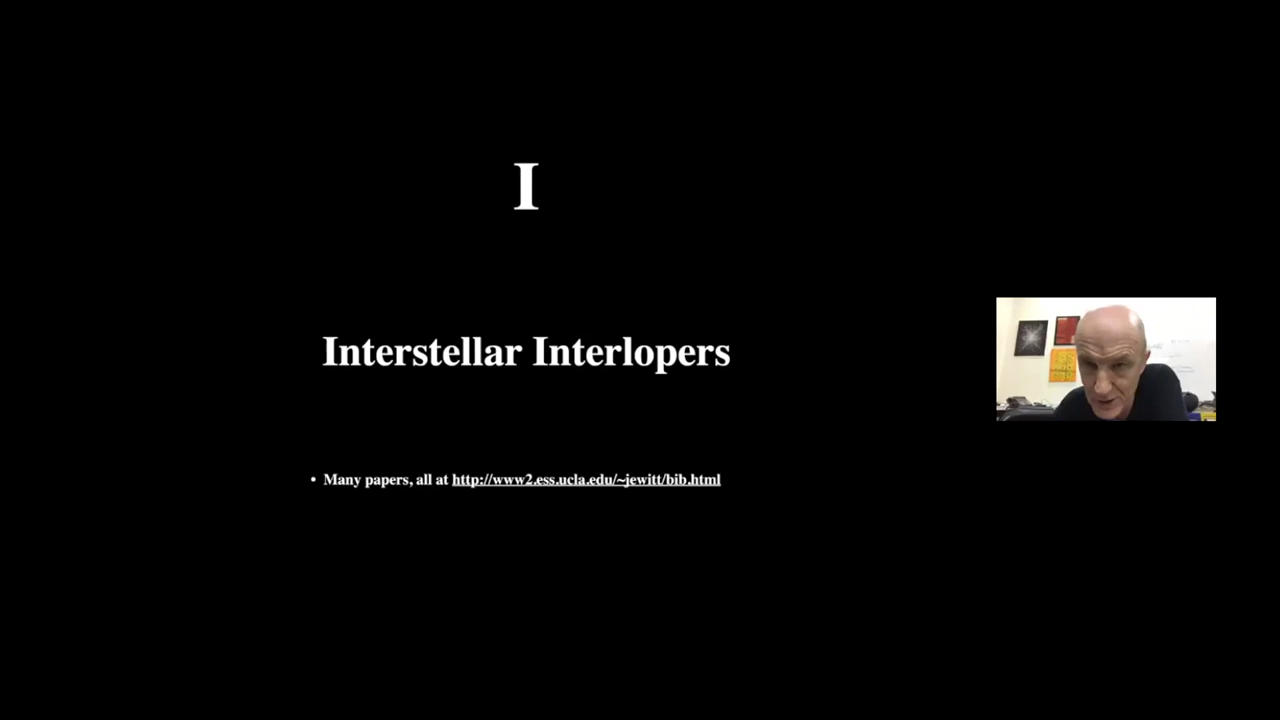 I
Interstellar Interlopers
• Many papers, all at http://www2.ess.ucla.edu/~jewitt/bib.html